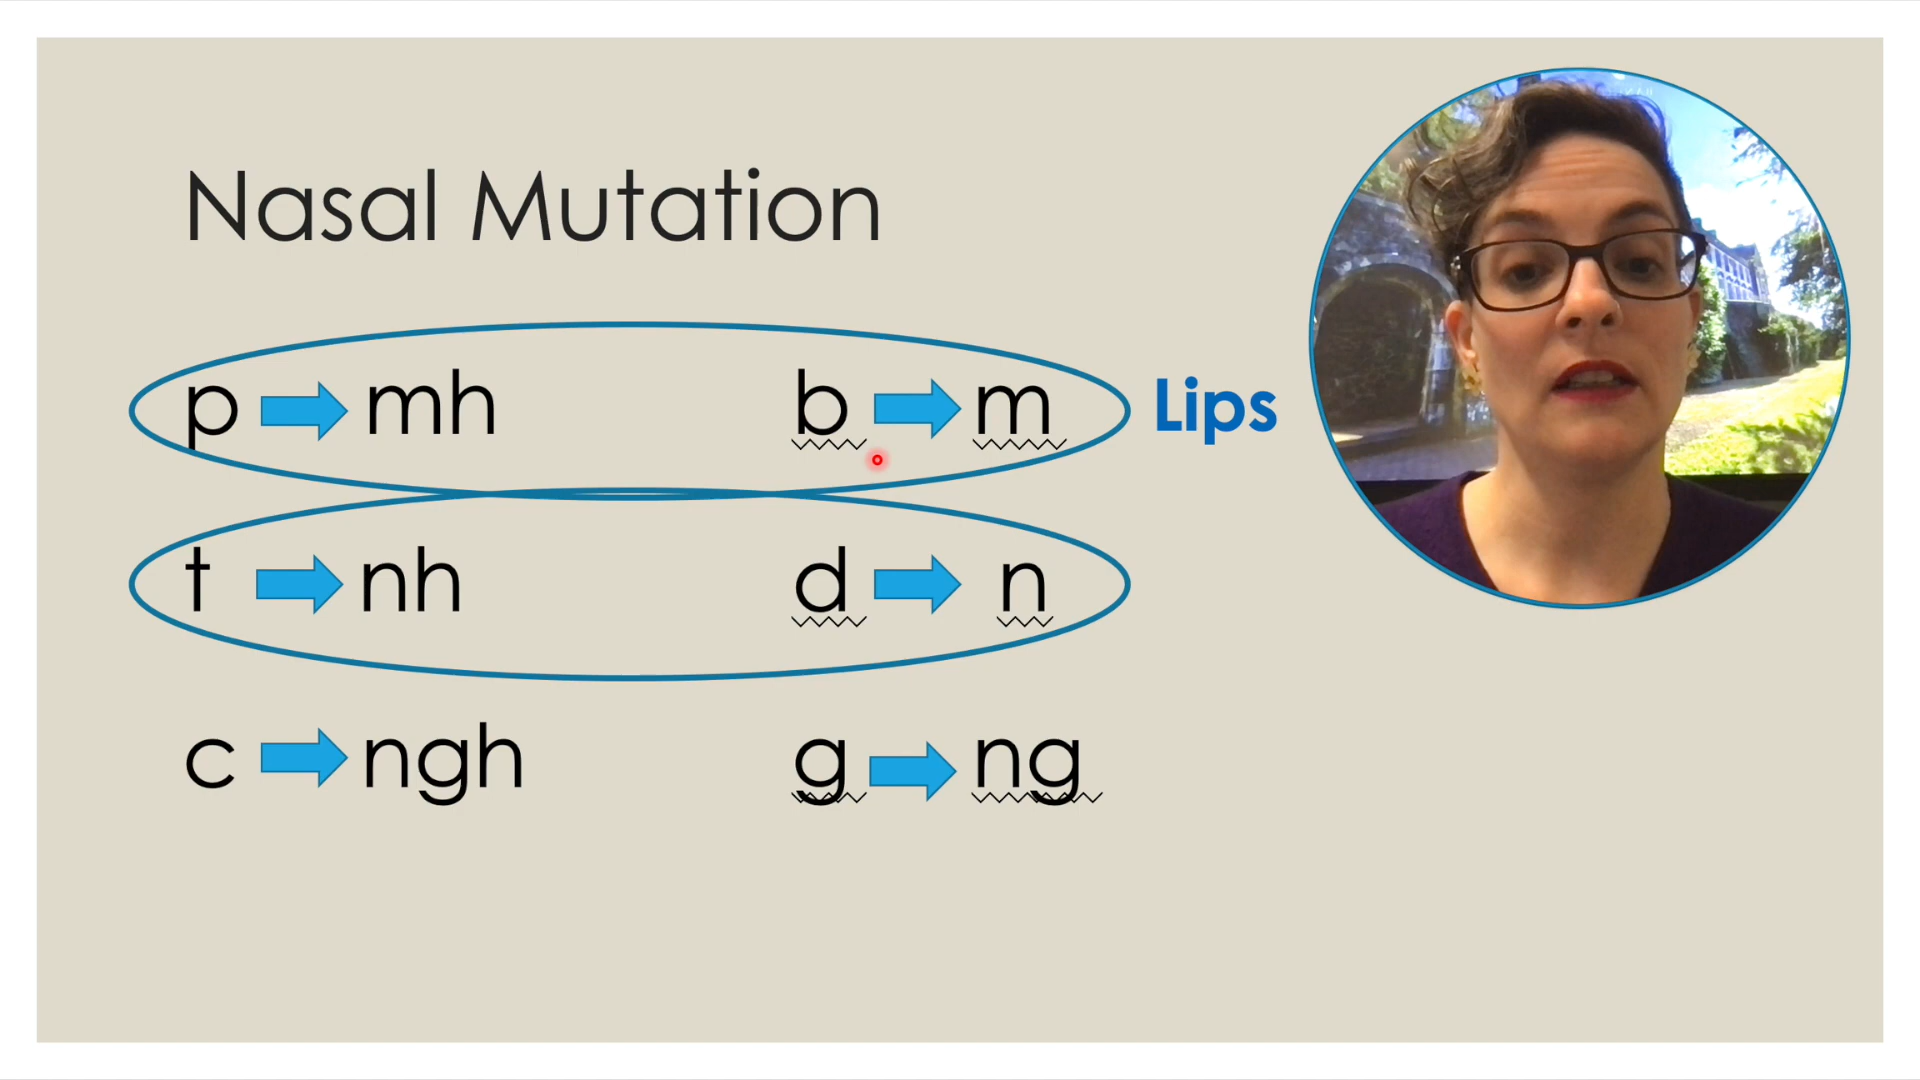 Nasal Mutation
p mh b m Lips
t nh d n
c ngh g ng